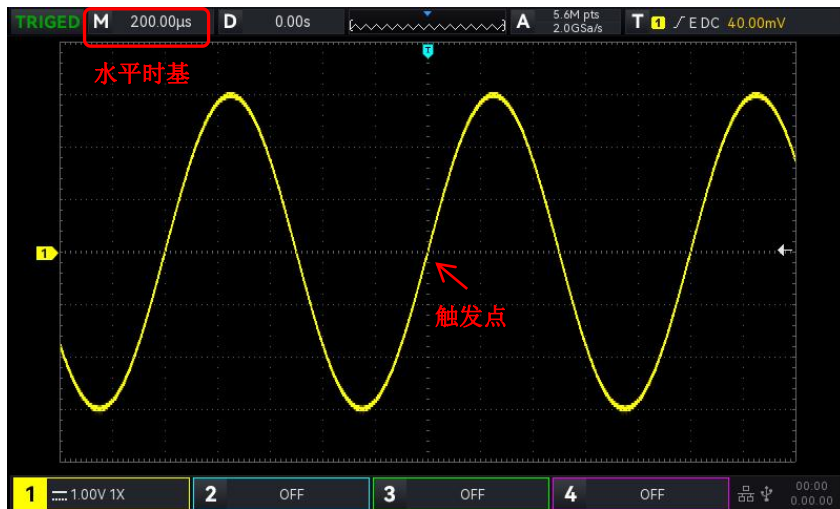 TRIGED M 200.00μs D 0.00s A 5.6M pts 2.0GSa/s T 1 E DC 40.00mV
水平时基
T
1
触发点
1 1.00V 1X 2 OFF 3 OFF 4 OFF 00:00
0.00.00